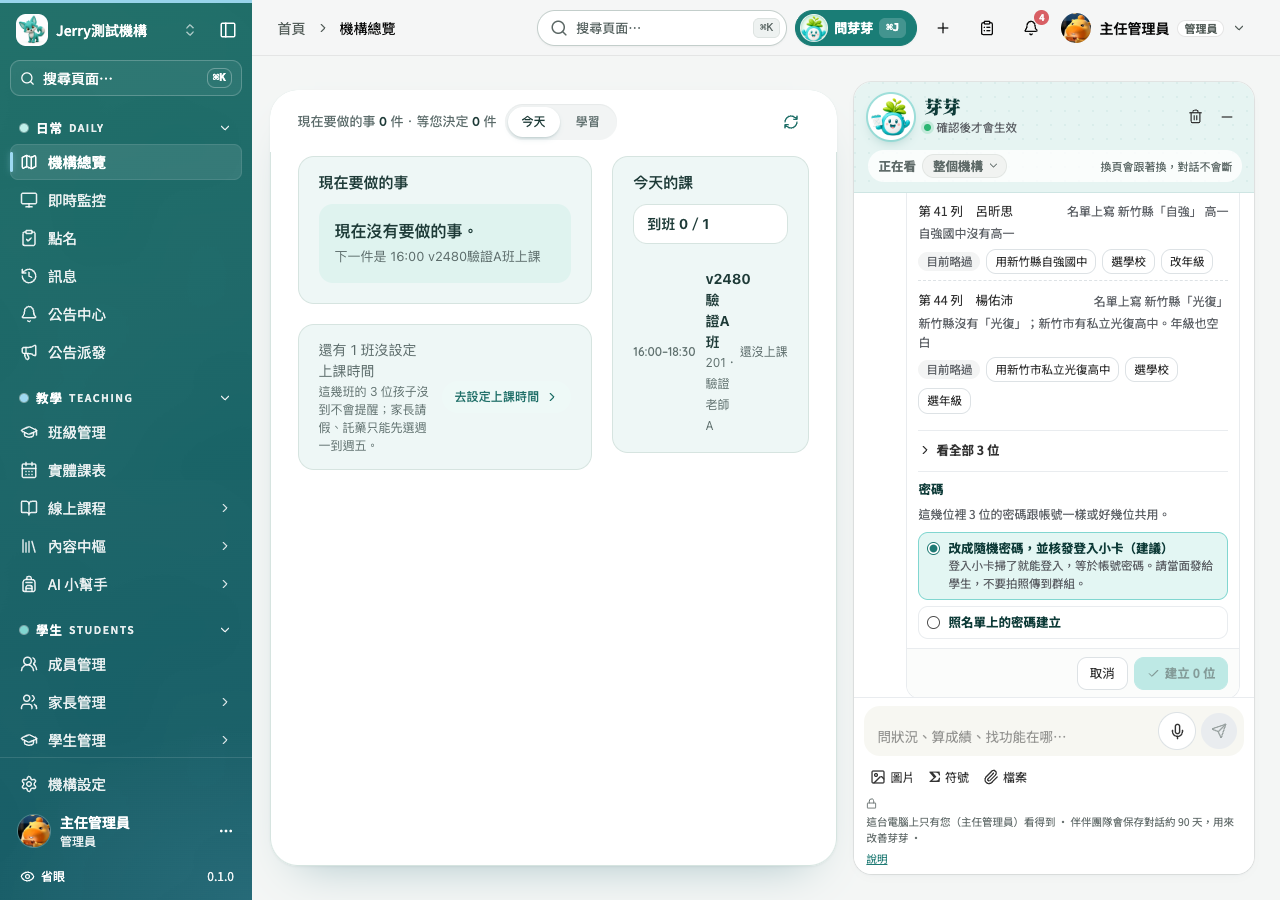 Jerry測試機構
搜尋頁面⋯
⌘K
日常 DAILY
機構總覽
即時監控
點名
訊息
公告中心
公告派發
教學 TEACHING
班級管理
實體課表
線上課程
內容中樞
AI 小幫手
學生 STUDENTS
成員管理
家長管理
學生管理
機構設定
主任管理員
管理員
省眼
0.1.0
首頁
機構總覽
搜尋頁面⋯
⌘K
問芽芽
⌘J
4
主任管理員
管理員
現在要做的事 0 件 · 等您決定 0 件
今天
學習
現在要做的事
現在沒有要做的事。
下一件是 16:00 v2480驗證A班上課
還有 1 班沒設定
上課時間
這幾班的 3 位孩子沒
到不會提醒；家長請
假、託藥只能先選週
一到週五。
去設定上課時間
今天的課
到班 0 / 1
16:00–18:30
v2480
驗
證A
班
201 ·
驗證
老師
A
還沒上課
芽芽
確認後才會生效
正在看
整個機構
換頁會跟著換，對話不會斷
第 41 列 呂昕思
名單上寫 新竹縣「自強」 高一
自強國中沒有高一
目前略過
用新竹縣自強國中
選學校
改年級
第 44 列 楊佑沛
名單上寫 新竹縣「光復」
新竹縣沒有「光復」；新竹市有私立光復高中。年級也空
白
目前略過
用新竹市私立光復高中
選學校
選年級
看全部 3 位
密碼
這幾位裡 3 位的密碼跟帳號一樣或好幾位共用。
改成隨機密碼，並核發登入小卡（建議）
登入小卡掃了就能登入，等於帳號密碼。請當面發給
學生，不要拍照傳到群組。
照名單上的密碼建立
取消
建立 0 位
問狀況、算成績、找功能在哪⋯
圖片
符號
檔案
這台電腦上只有您（主任管理員）看得到 · 伴伴團隊會保存對話約 90 天，用來
改善芽芽 ·
說明